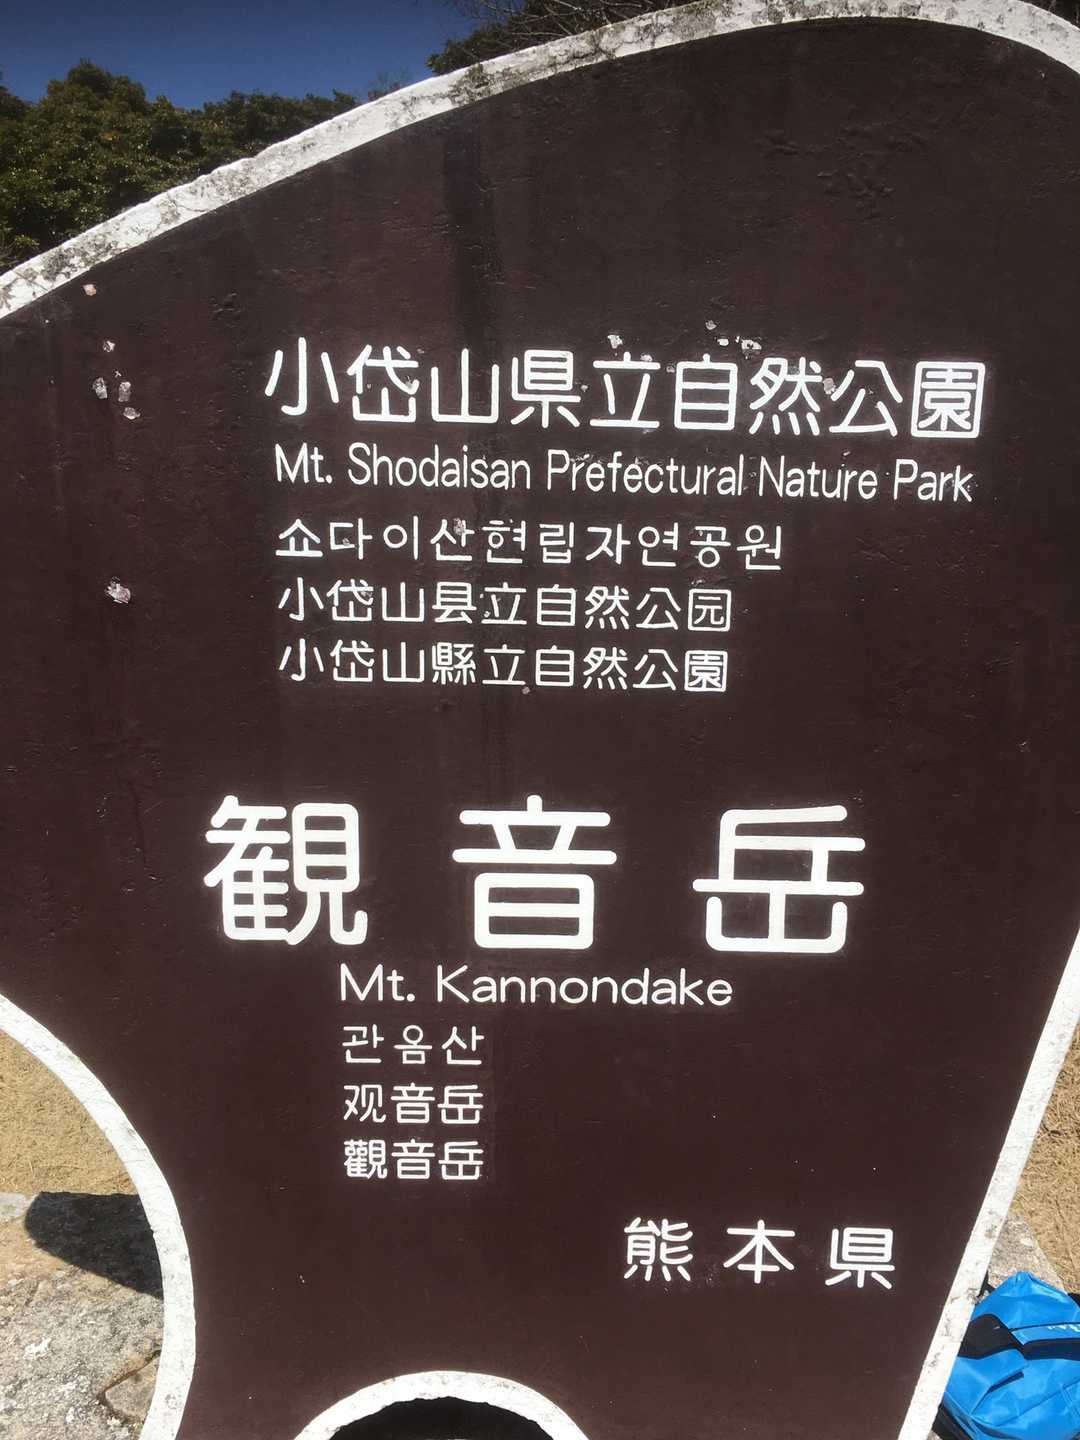 小岱山県立自然公園
Mt. Shodaisan Prefectural Nature Park
쇼다이산현립자연공원
小岱山县立自然公园
小岱山縣立自然公園
観音岳
Mt. Kannondake
관옴산
观音岳
觀音岳
熊本県